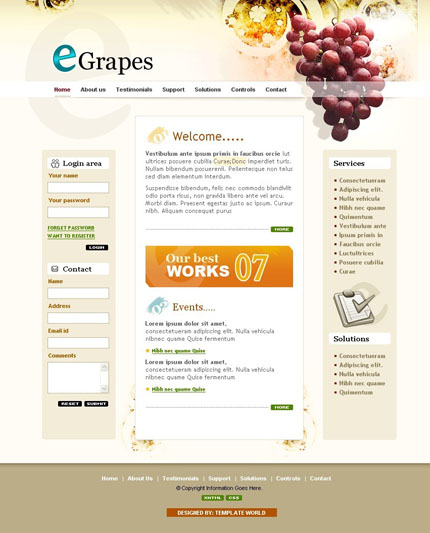 eGrapes
Home About us Testimonials Support Solutions Controls Contact
Login area
Your name
Your password
FORGET PASSWORD
WANT TO REGISTER
LOGIN
Contact
Name
Address
Email id
Comments
RESET SUBMIT
Welcome.....
Vestibulum ante ipsum primis in faucibus orcie lut
ultrices posuere cubilia Curae;Donc imperdiet turls.
Nullam bibendum posuerenil. Pellentesque non telus
sed diam elementum interdum.
Suspendisse bibendum, felis nec commodo blandivilt
odio porta risus, non gravida libero ante vel arcu.
Morbi diam. Praesent egestas justo ac ipsum. Curaur
nibh. Aliquam consequat purus
MORE
Our best
WORKS 07
Events.....
Lorem ipsum dolor sit amet,
consectetueram adipiscing elit. Nulla vehicula
nibhnec quame Quise fermentum
Nibh nec quame Quise
Lorem ipsum dolor sit amet,
consectetueram adipiscing elit. Nulla vehicula
nibhnec quame Quise fermentum
Nibh nec quame Quise
MORE
Services
Consectetueram
Adipiscing elit.
Nulla vehicula
Nibh nec quame
Quimentum
Vestibulum ante
Ipsum primis in
Faucibus orcie
Luctultrices
Posuere cubilia
Curae
Solutions
Consectetueram
Adipiscing elit.
Nulla vehicula
Nibh nec quame
Quimentum
Home | About Us | Testimonials | Support | Solutions | Controls | Contact
© Copyright Information Goes Here.
XHTML CSS
DESIGNED BY: TEMPLATE WORLD